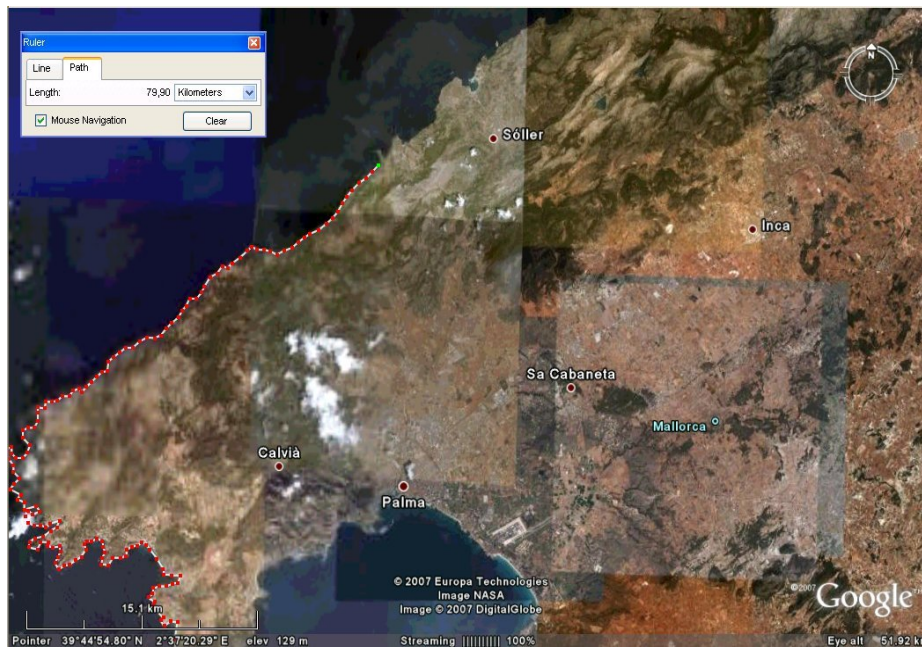 Ruler
Line Path
Length: 79,90 Kilometers
Mouse Navigation Clear
N
Sóller
Inca
Sa Cabaneta
Mallorca
Calvià
Palma
© 2007 Europa Technologies
Image NASA
Image © 2007 DigitalGlobe
15,1 km
©2007 Google
Pointer 39°44'54.80" N 2°37'20.29" E elev 129 m Streaming 100% Eye alt 51.92 km